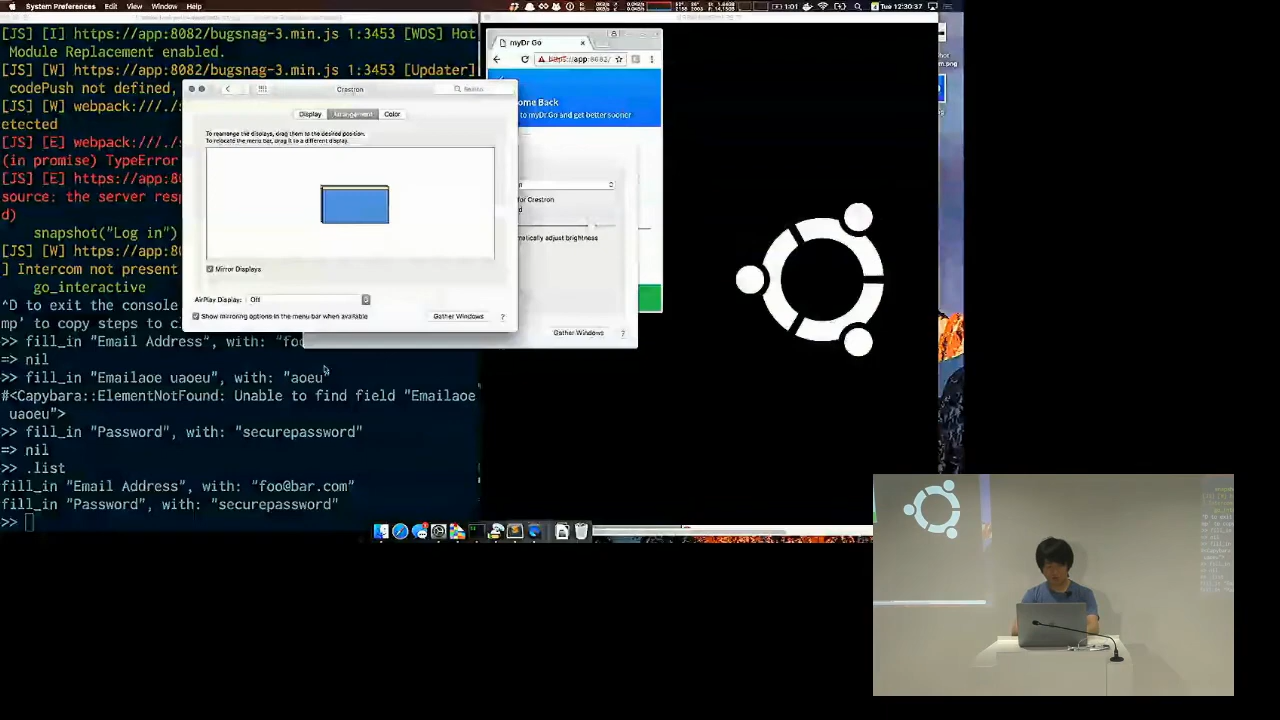 System Preferences Edit View Window Help
1:01 Tue 12:30:37
[JS] [I] https://app:8082/bugsnag-3.min.js 1:3453 [WDS] Hot
Module Replacement enabled.
[JS] [W] https://app:8082/bugsnag-3.min.js 1:3453 [Updater]
codePush not defined,
[JS] [W] webpack:///./s
etected
[JS] [E] webpack:///./
(in promise) TypeError
[JS] [E] https://app:8
source: the server resp
d)
snapshot("Log in")
[JS] [W] https://app:8
] Intercom not present
go_interactive
^D to exit the console
mp' to copy steps to cl
>> fill_in "Email Address", with: "foo
=> nil
>> fill_in "Emailaoe uaoeu", with: "aoeu"
#<Capybara::ElementNotFound: Unable to find field "Emailaoe
uaoeu">
>> fill_in "Password", with: "securepassword"
=> nil
>> .list
fill_in "Email Address", with: "foo@bar.com"
fill_in "Password", with: "securepassword"
>>
Crestron
Search
Display Arrangement Color
To rearrange the displays, drag them to the desired position.
To relocate the menu bar, drag it to a different display.
Mirror Displays
AirPlay Display: Off
Show mirroring options in the menu bar when available
Gather Windows ?
myDr Go
https://app:8082/
ome Back
to myDr Go and get better sooner
for Crestron
matically adjust brightness
Gather Windows ?